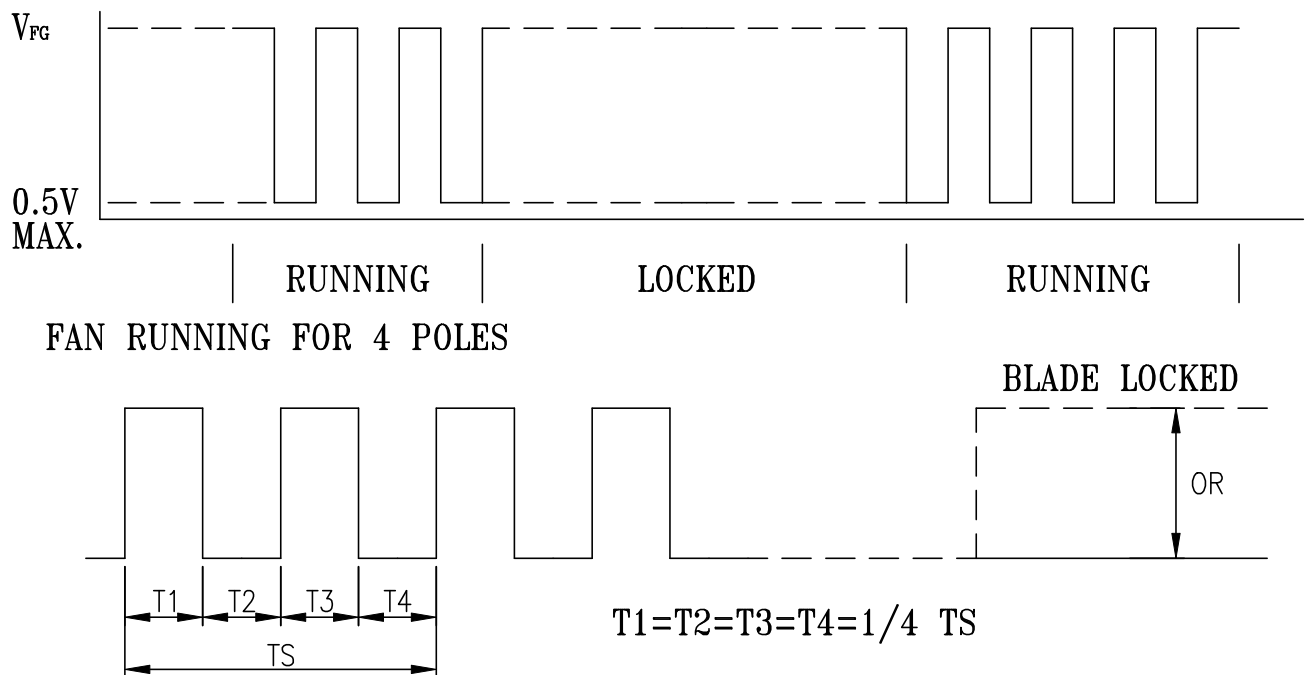 VFG
0.5V
MAX.
RUNNING LOCKED RUNNING
FAN RUNNING FOR 4 POLES
BLADE LOCKED
OR
T1 T2 T3 T4
T1=T2=T3=T4=1/4 TS
TS